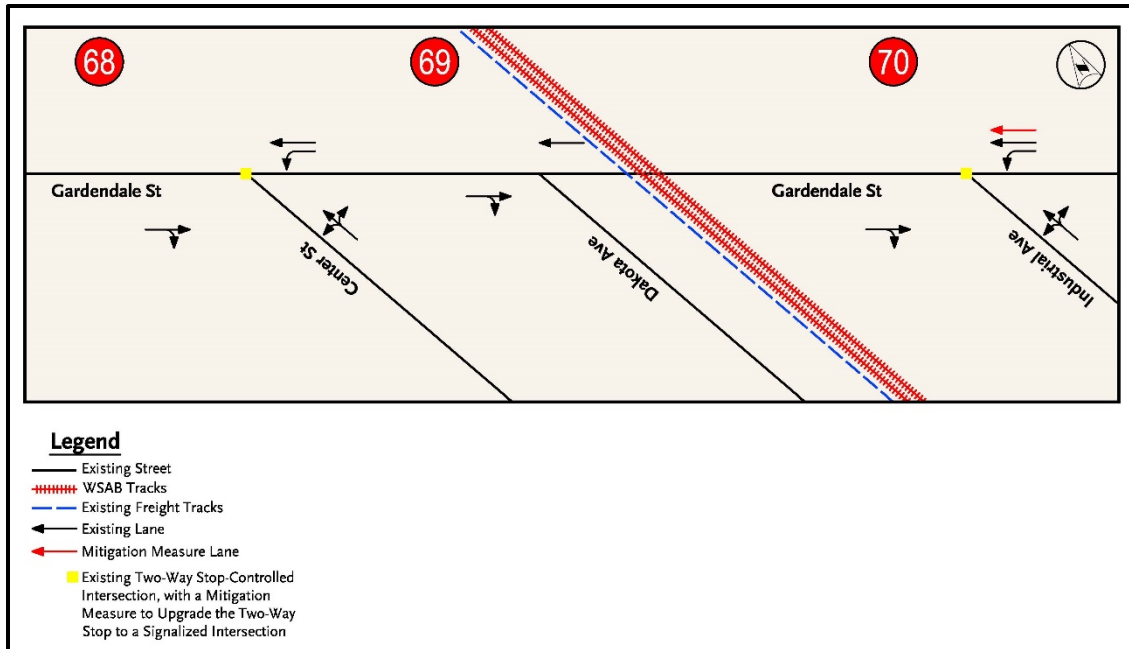 68
69
70
Gardendale St
Gardendale St
Center St
Dakota Ave
Industrial Ave
Legend
Existing Street
WSAB Tracks
Existing Freight Tracks
Existing Lane
Mitigation Measure Lane
Existing Two-Way Stop-Controlled
Intersection, with a Mitigation
Measure to Upgrade the Two-Way
Stop to a Signalized Intersection